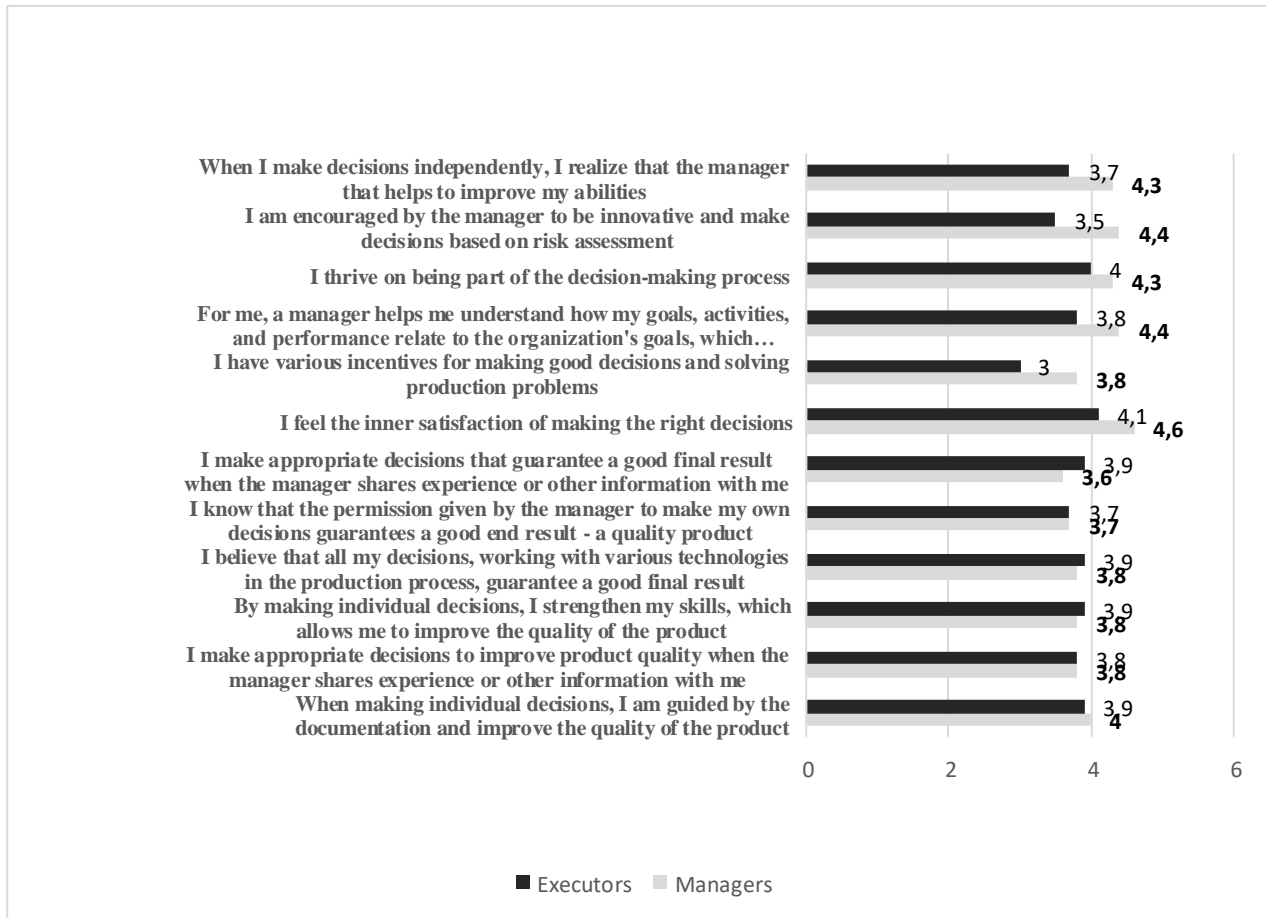 When I make decisions independently, I realize that the manager
that helps to improve my abilities
3,7
4,3
I am encouraged by the manager to be innovative and make
decisions based on risk assessment
3,5
4,4
I thrive on being part of the decision-making process
4
4,3
For me, a manager helps me understand how my goals, activities,
and performance relate to the organization's goals, which…
3,8
4,4
I have various incentives for making good decisions and solving
production problems
3
3,8
I feel the inner satisfaction of making the right decisions
4,1
4,6
I make appropriate decisions that guarantee a good final result
when the manager shares experience or other information with me
3,9
3,6
I know that the permission given by the manager to make my own
decisions guarantees a good end result - a quality product
3,7
3,7
I believe that all my decisions, working with various technologies
in the production process, guarantee a good final result
3,9
3,8
By making individual decisions, I strengthen my skills, which
allows me to improve the quality of the product
3,9
3,8
I make appropriate decisions to improve product quality when the
manager shares experience or other information with me
3,8
3,8
When making individual decisions, I am guided by the
documentation and improve the quality of the product
3,9
4
0 2 4 6
Executors Managers